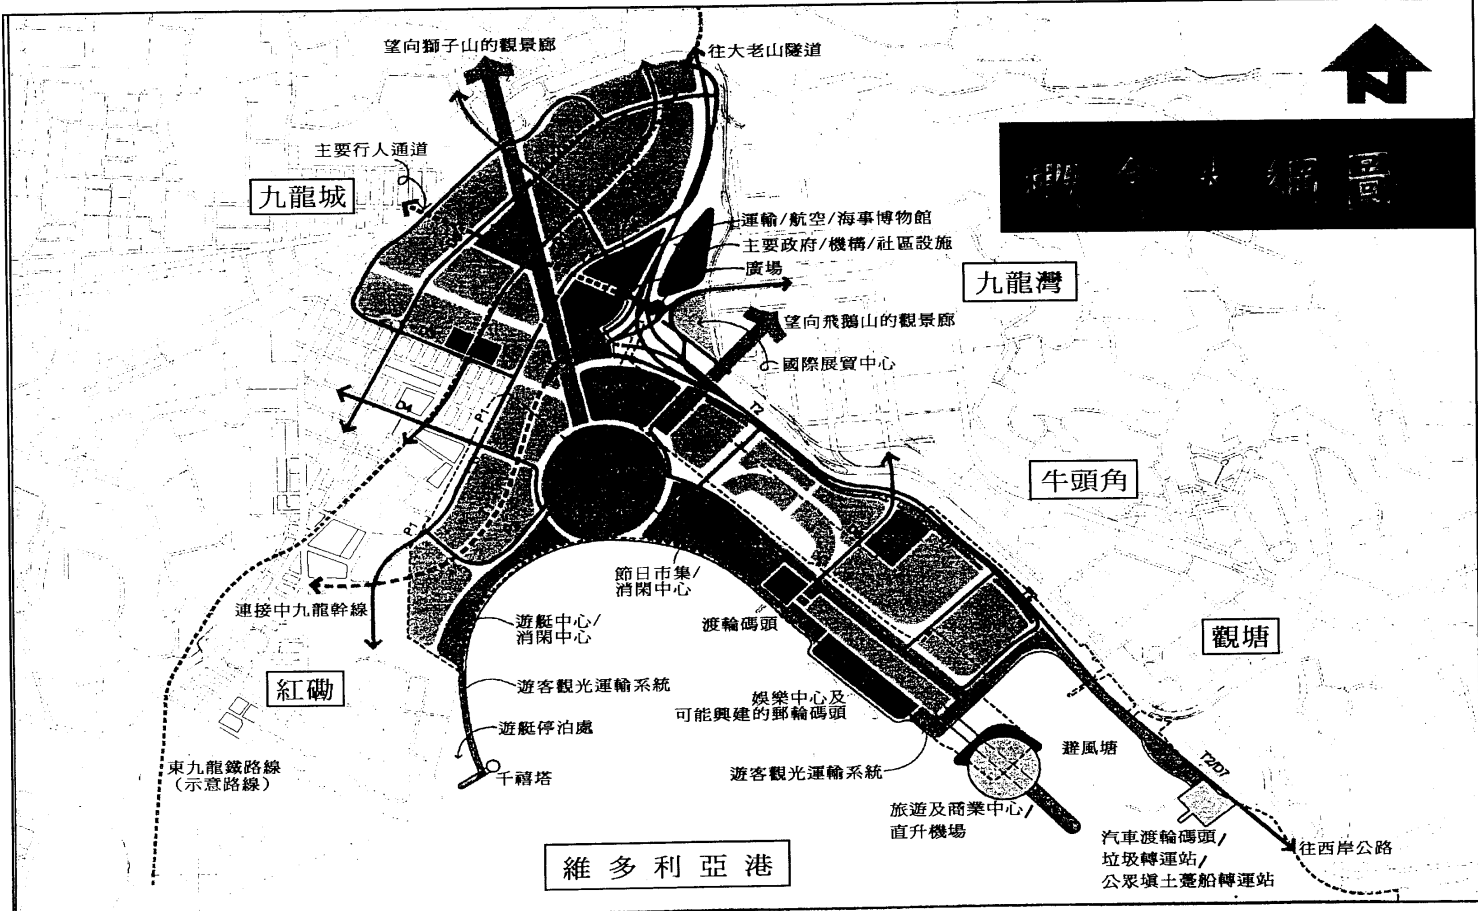 望向獅子山的觀景廊
往大老山隧道
N
主要行人通道
九龍城
運輸/航空/海事博物館
主要政府/機構/社區設施
廣場
九龍灣
望向飛鵝山的觀景廊
國際展貿中心
D4
P1
T2
牛頭角
P1
節日市集/
消閑中心
連接中九龍幹線
遊艇中心/
消閑中心
渡輪碼頭
觀塘
紅磡
遊客觀光運輸系統
娛樂中心及
可能興建的郵輪碼頭
遊艇停泊處
避風塘
東九龍鐵路線
(示意路線)
千禧塔
遊客觀光運輸系統
T2/D7
旅遊及商業中心/
直升機場
汽車渡輪碼頭/
垃圾轉運站/
公眾填土躉船轉運站
往西岸公路
維多利亞港